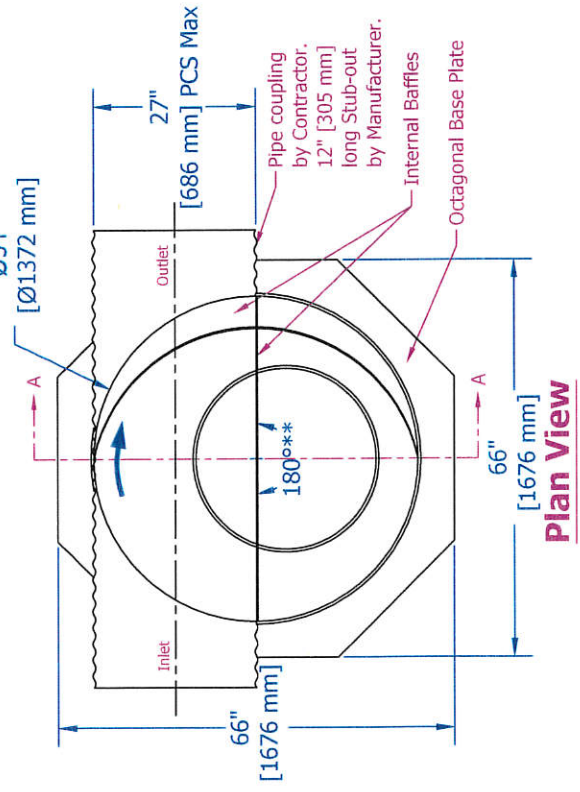 [Ø1372 mm]
27"
[686 mm] PCS Max
A
Outlet
Inlet
Pipe coupling
by Contractor.
12" [305 mm]
long Stub-out
by Manufacturer.
Internal Baffles
Octagonal Base Plate
180°**
A
66"
[1676 mm]
66"
[1676 mm]
Plan View